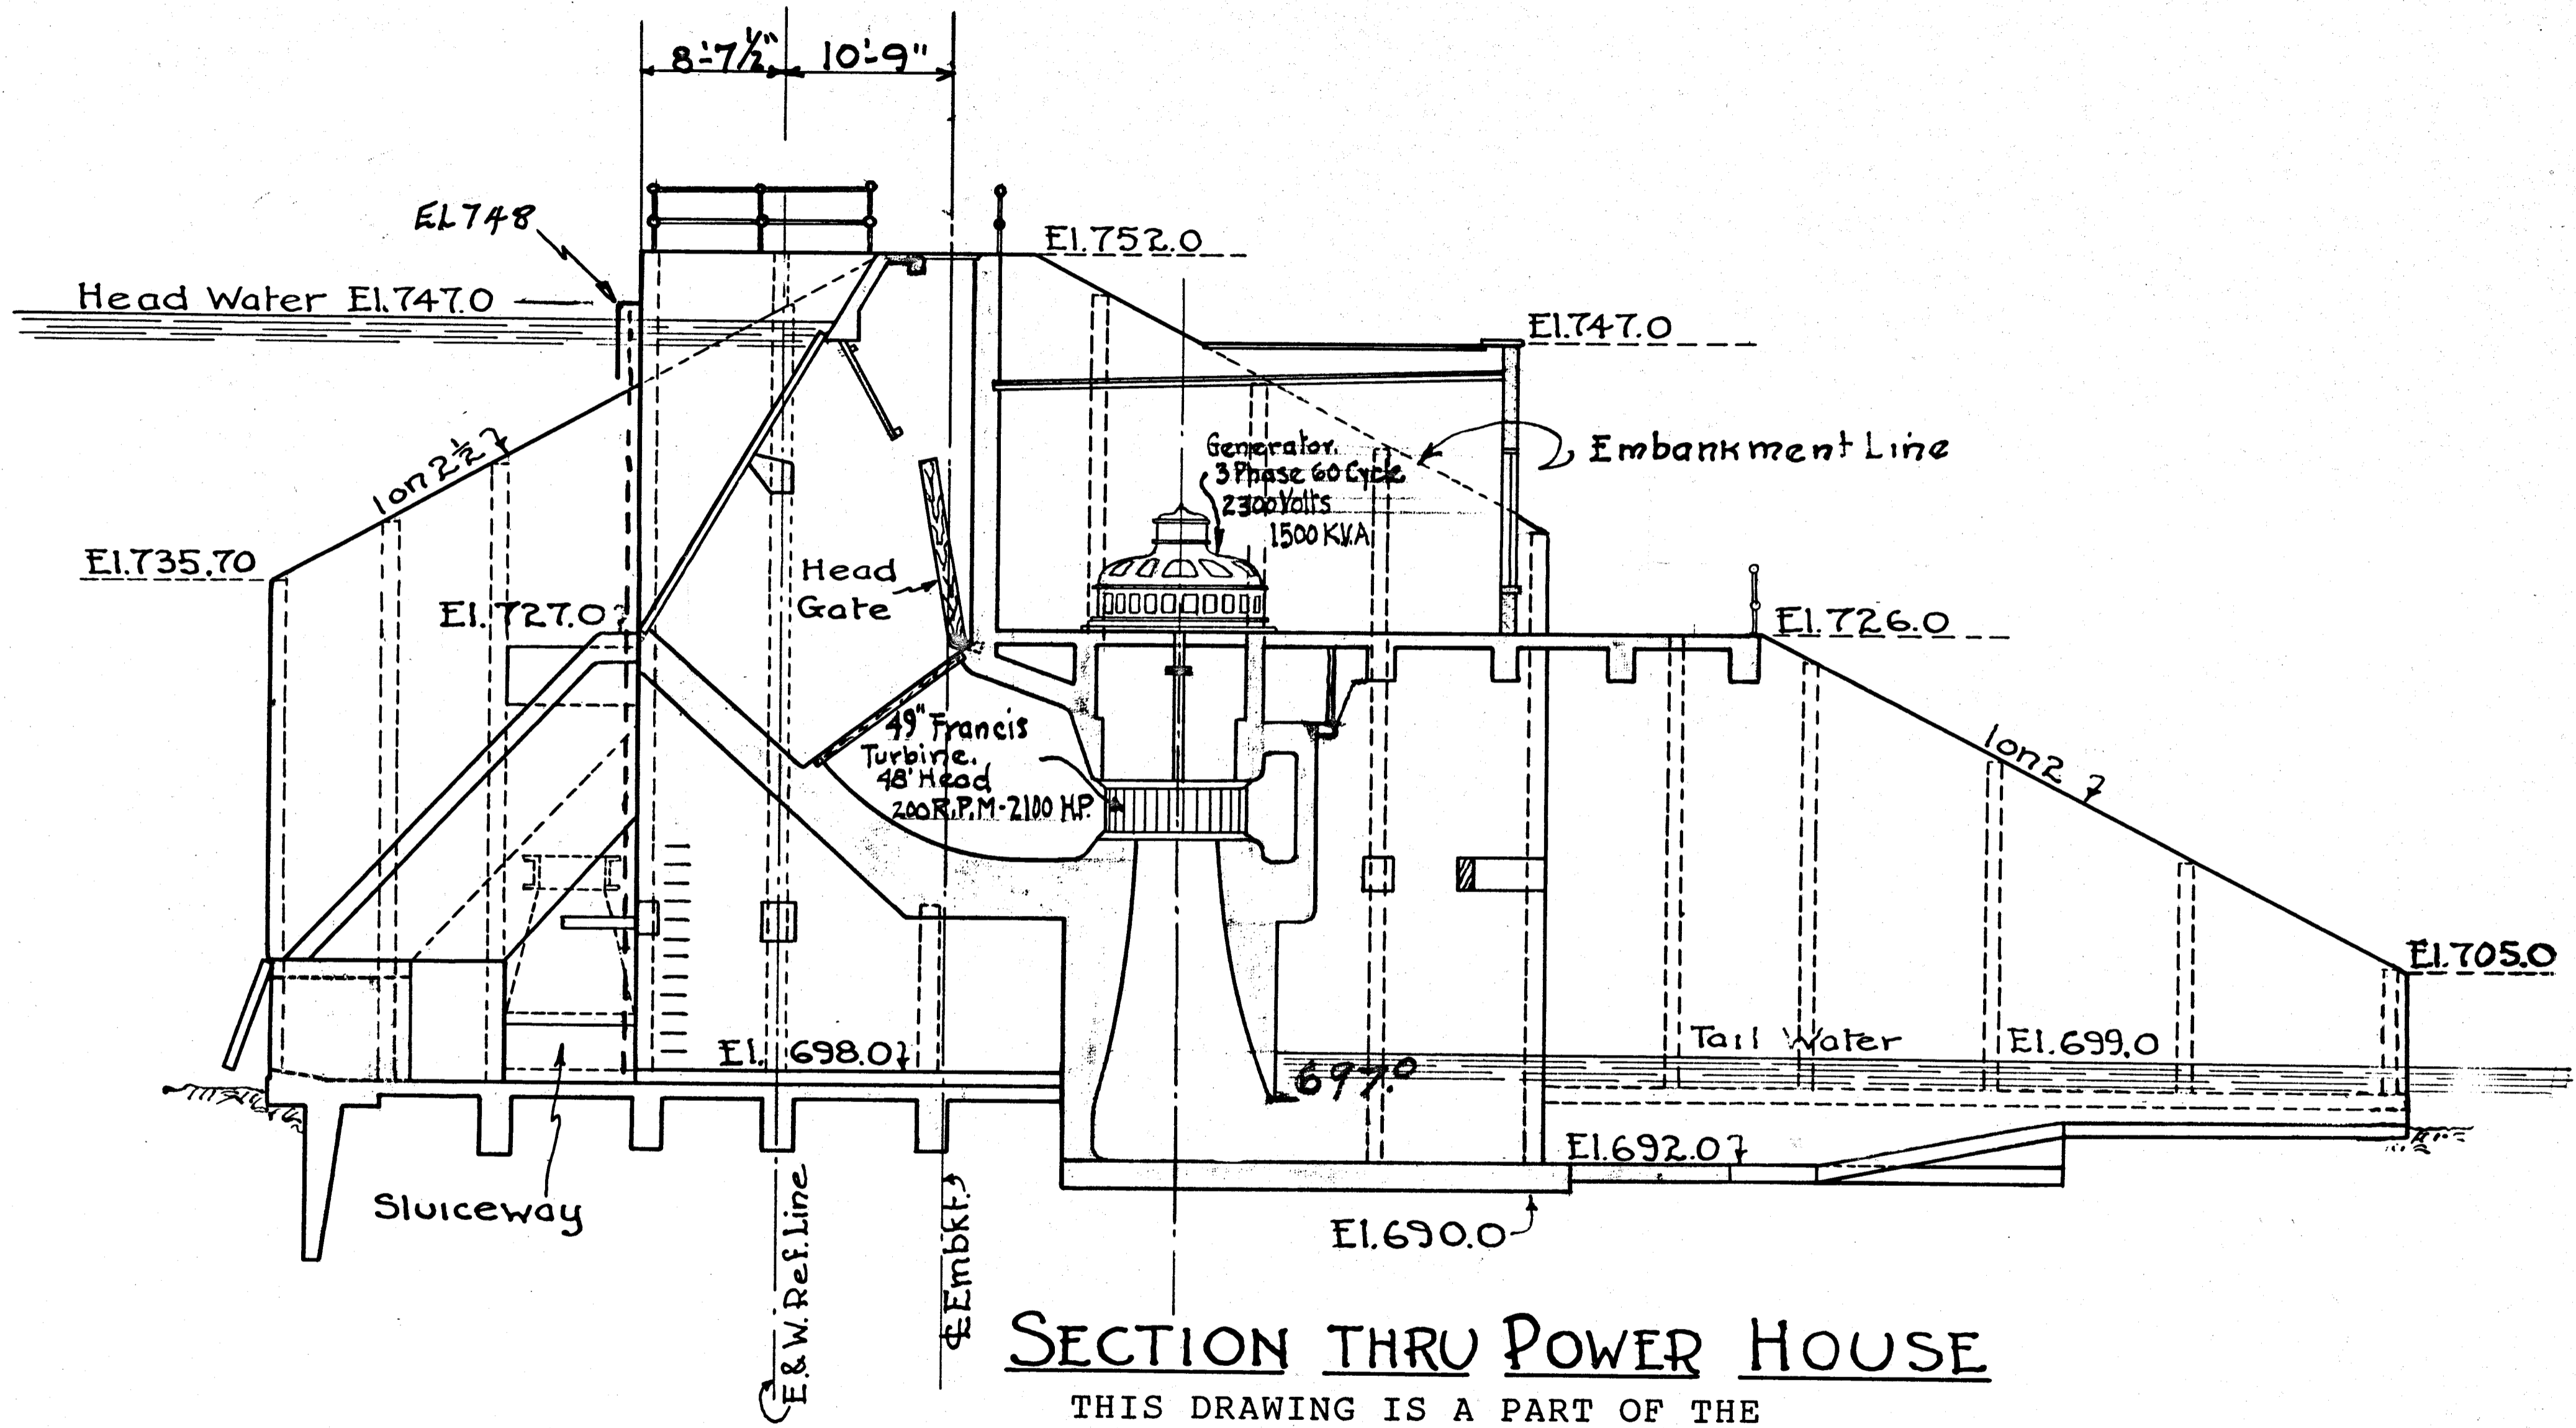 8'-7½" 10'-9"
EL 748
El.752.0
Head Water El.747.0
El.747.0
Embankment Line
Generator.
3 Phase 60 Cycle
2300 Volts
1500 K.V.A
1 on 2½
El.735.70
Head
Gate
El.727.0
El.726.0
49" Francis
Turbine.
48' Head
200 R.P.M-2100 H.P.
1 on 2
El.705.0
Tail Water El.699.0
El. 698.0
697.0
El.692.0
Sluiceway
El.690.0
E.& W. Ref. Line
℄ Embkt.
SECTION THRU POWER HOUSE
THIS DRAWING IS A PART OF THE